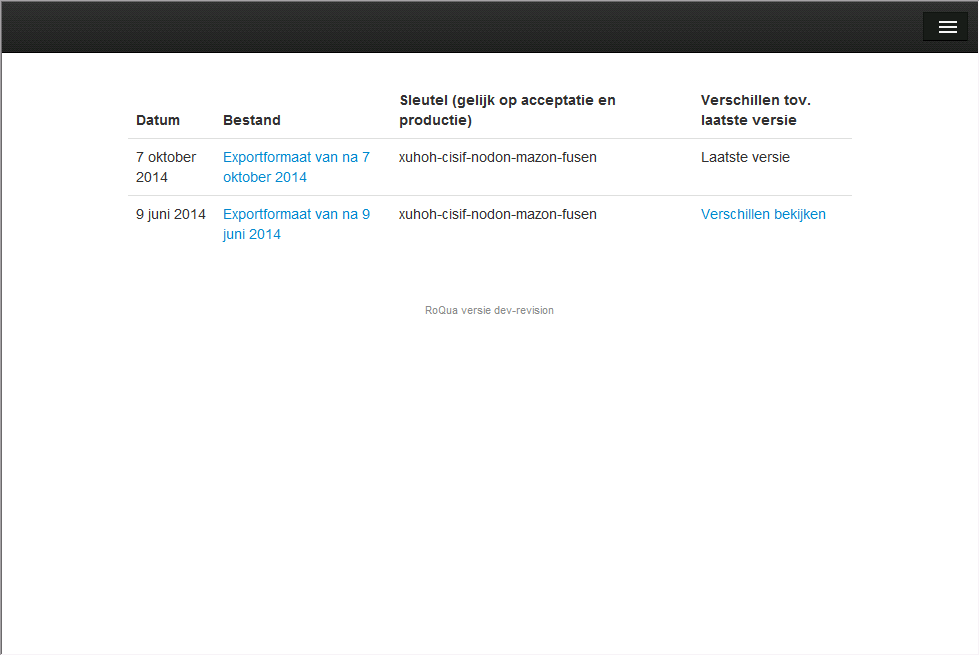 Datum Bestand Sleutel (gelijk op acceptatie en productie) Verschillen tov. laatste versie
7 oktober 2014 Exportformaat van na 7 oktober 2014 xuhoh-cisif-nodon-mazon-fusen Laatste versie
9 juni 2014 Exportformaat van na 9 juni 2014 xuhoh-cisif-nodon-mazon-fusen Verschillen bekijken
RoQua versie dev-revision